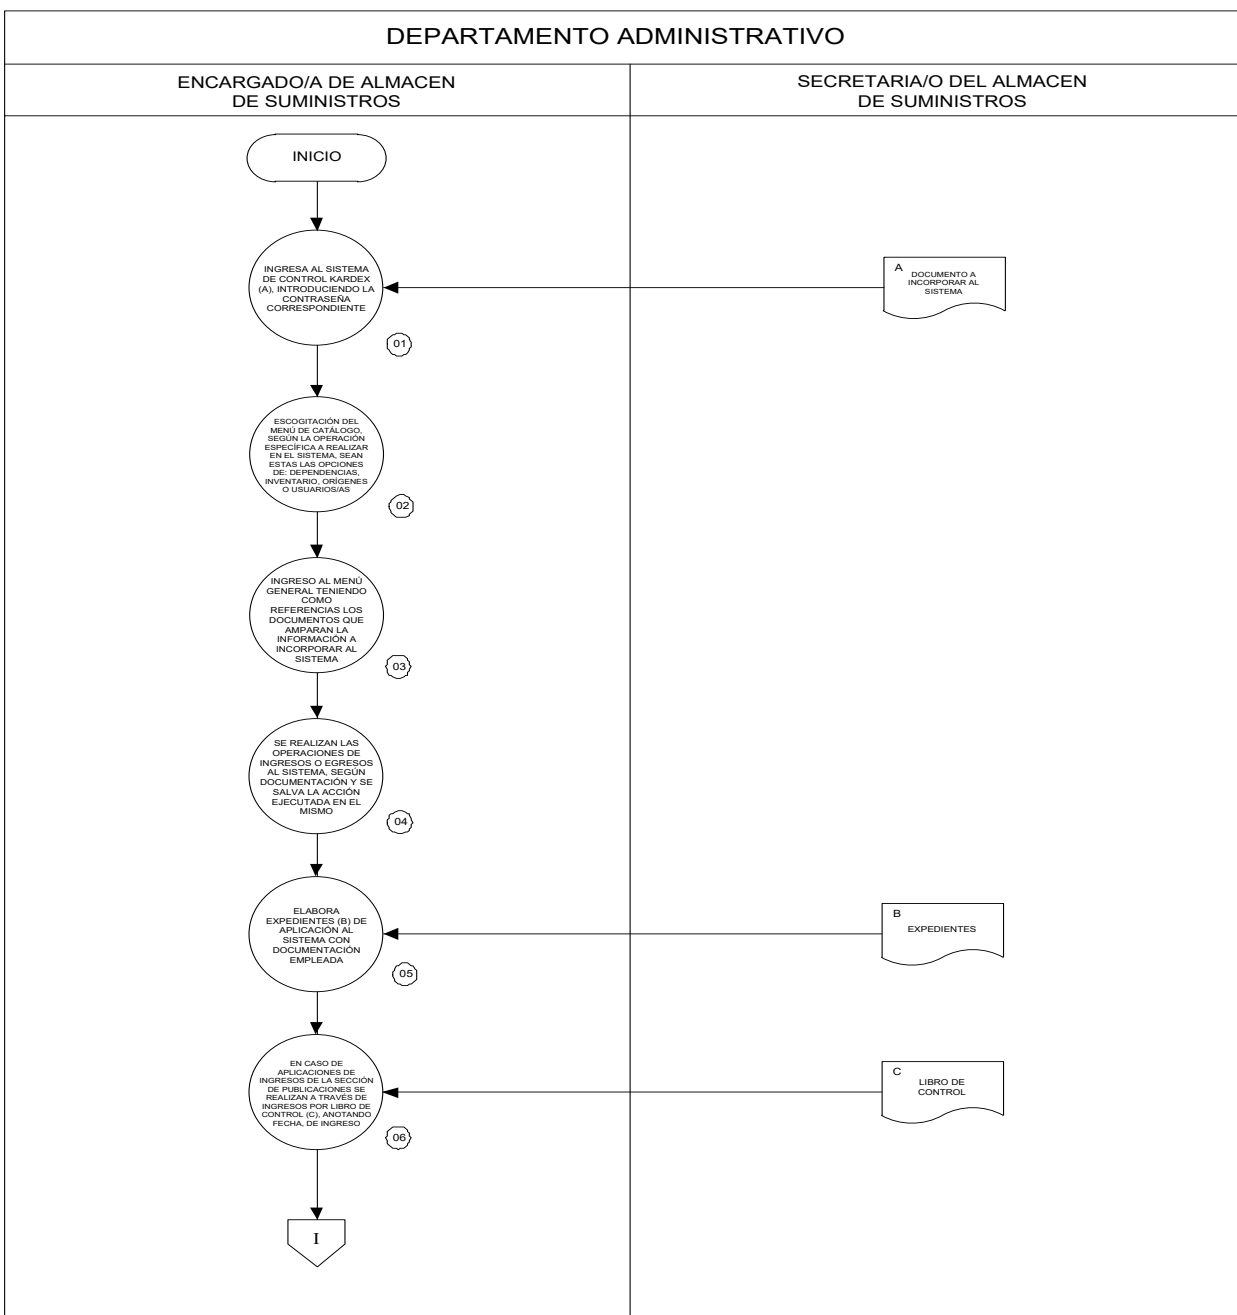 DEPARTAMENTO ADMINISTRATIVO
ENCARGADO/A DE ALMACEN
DE SUMINISTROS
SECRETARIA/O DEL ALMACEN
DE SUMINISTROS
INICIO
INGRESA AL SISTEMA
DE CONTROL KARDEX
(A), INTRODUCIENDO LA
CONTRASEÑA
CORRESPONDIENTE
01
A
DOCUMENTO A
INCORPORAR AL
SISTEMA
ESCOGITACIÓN DEL
MENÚ DE CATÁLOGO,
SEGÚN LA OPERACIÓN
ESPECÍFICA A REALIZAR
EN EL SISTEMA, SEAN
ESTAS LAS OPCIONES
DE: DEPENDENCIAS,
INVENTARIO, ORÍGENES
O USUARIOS/AS
02
INGRESO AL MENÚ
GENERAL TENIENDO
COMO
REFERENCIAS LOS
DOCUMENTOS QUE
AMPARAN LA
INFORMACIÓN A
INCORPORAR AL
SISTEMA
03
SE REALIZAN LAS
OPERACIONES DE
INGRESOS O EGRESOS
AL SISTEMA, SEGÚN
DOCUMENTACIÓN Y SE
SALVA LA ACCIÓN
EJECUTADA EN EL
MISMO
04
ELABORA
EXPEDIENTES (B) DE
APLICACIÓN AL
SISTEMA CON
DOCUMENTACIÓN
EMPLEADA
05
B
EXPEDIENTES
EN CASO DE
APLICACIONES DE
INGRESOS DE LA SECCIÓN
DE PUBLICACIONES SE
REALIZAN A TRAVÉS DE
INGRESOS POR LIBRO DE
CONTROL (C), ANOTANDO
FECHA, DE INGRESO
06
C
LIBRO DE
CONTROL
I